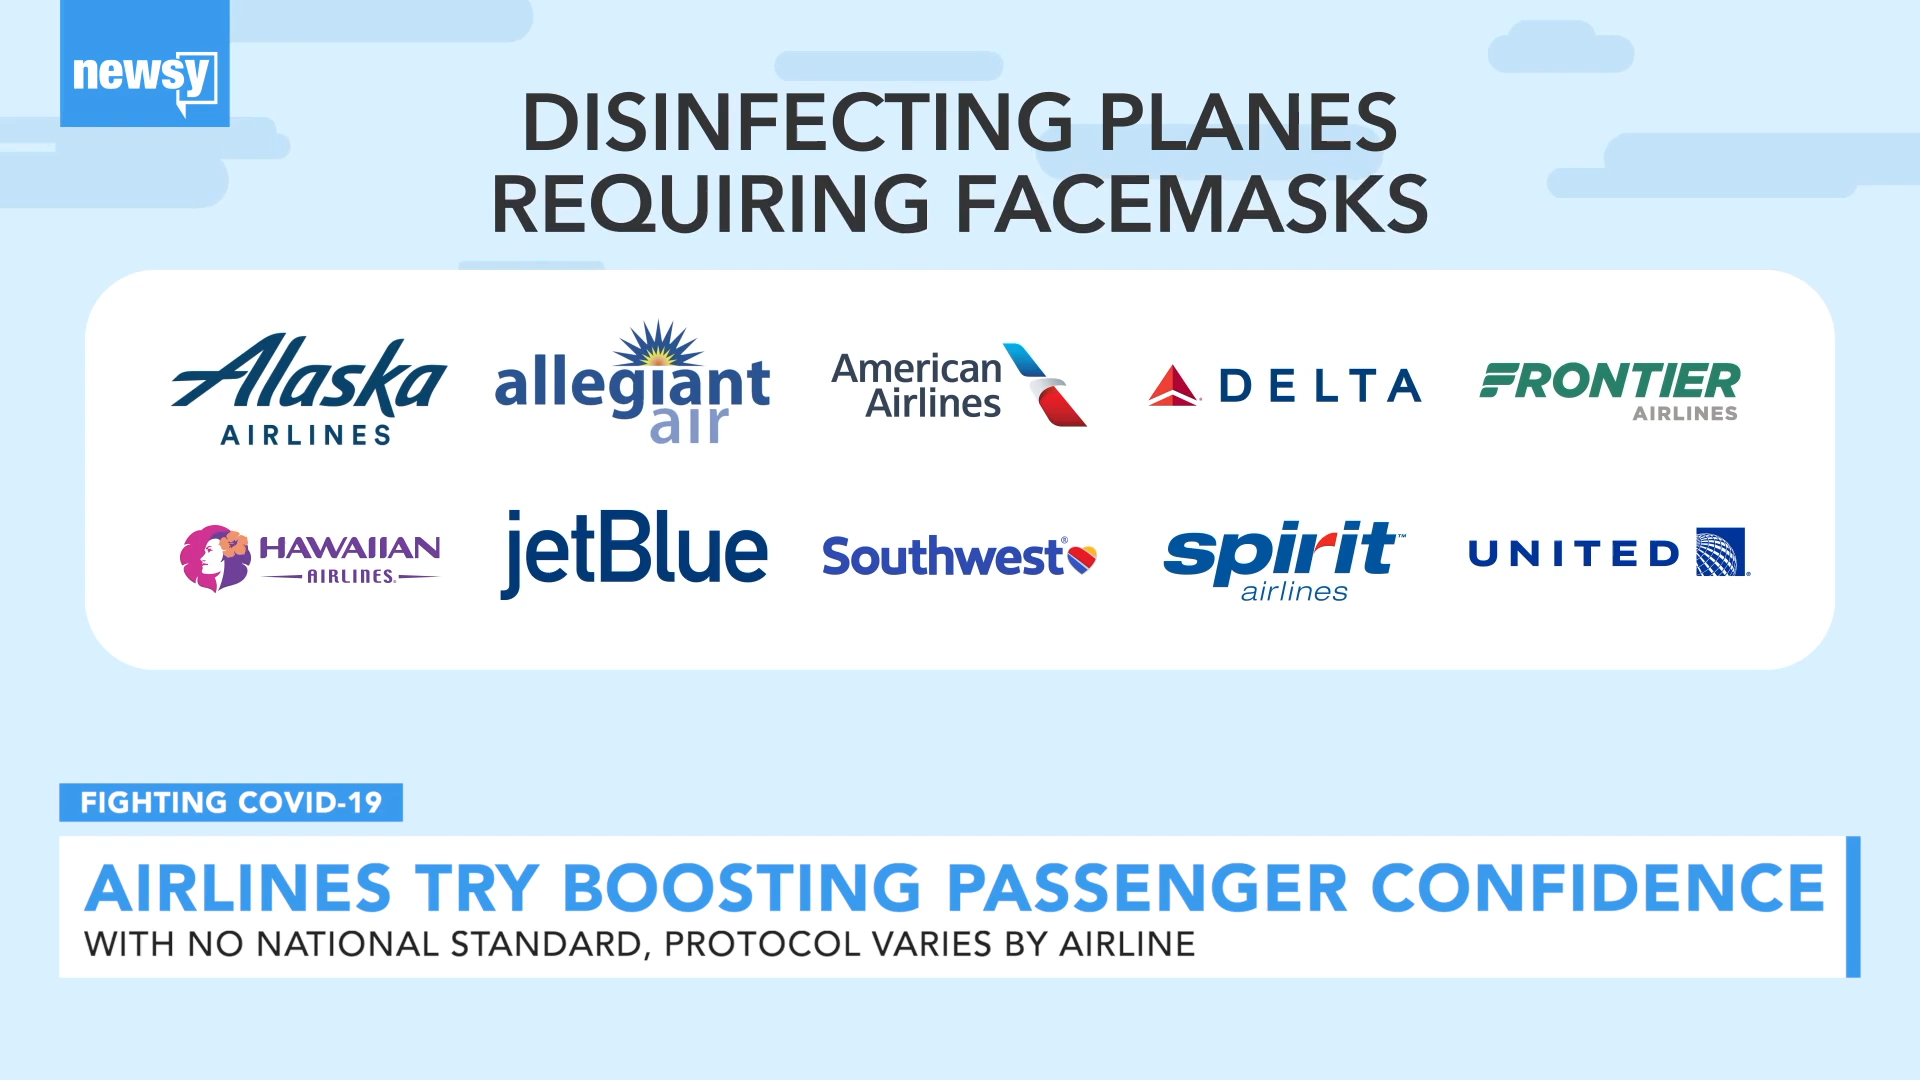 newsy
DISINFECTING PLANES
REQUIRING FACEMASKS
Alaska
AIRLINES
allegiant
air
American
Airlines
DELTA
FRONTIER
AIRLINES
HAWAIIAN
AIRLINES.
jetBlue
Southwest®
spirit™
airlines
UNITED
FIGHTING COVID-19
AIRLINES TRY BOOSTING PASSENGER CONFIDENCE
WITH NO NATIONAL STANDARD, PROTOCOL VARIES BY AIRLINE